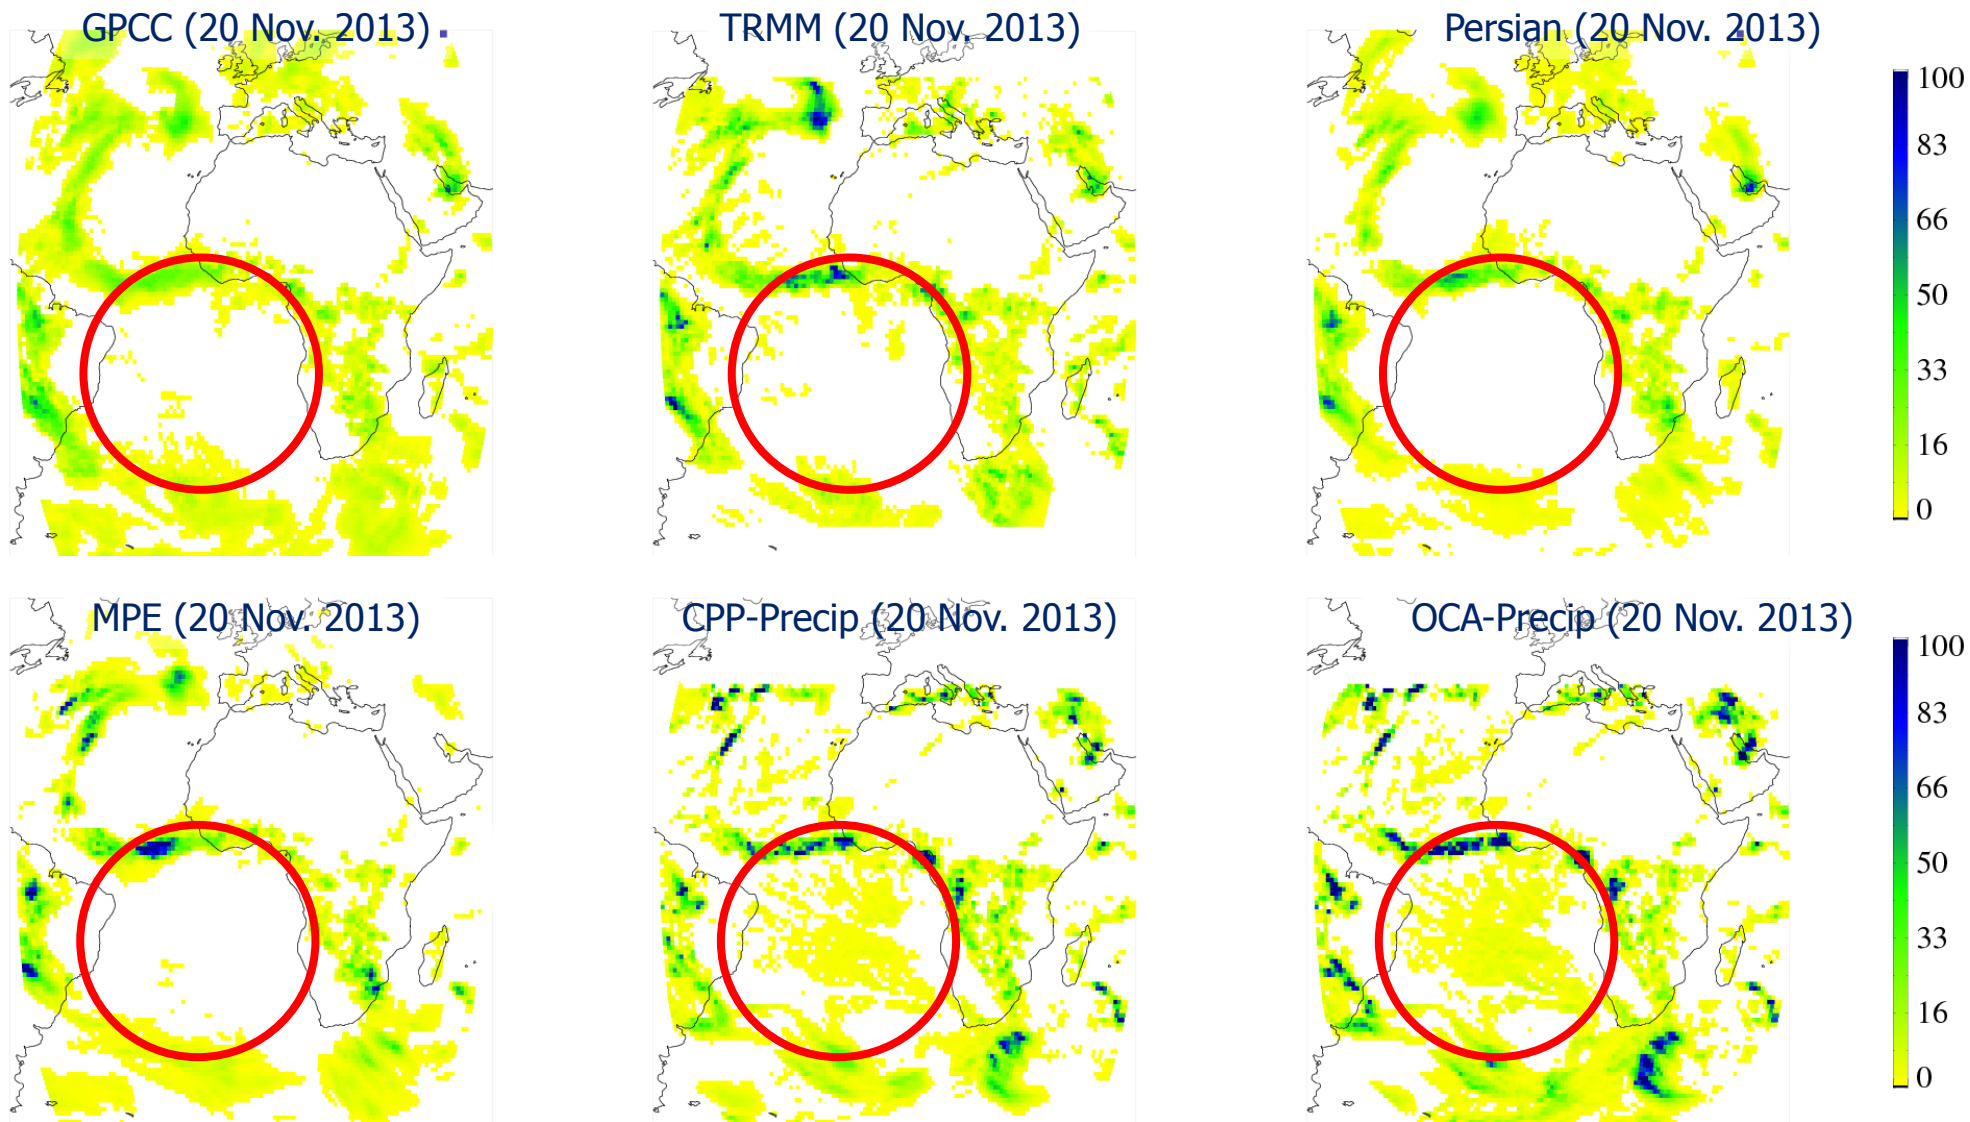 GPCC (20 Nov. 2013)
TRMM (20 Nov. 2013)
Persian (20 Nov. 2013)
100
83
66
50
33
16
0
MPE (20 Nov. 2013)
CPP-Precip (20 Nov. 2013)
OCA-Precip (20 Nov. 2013)
100
83
66
50
33
16
0